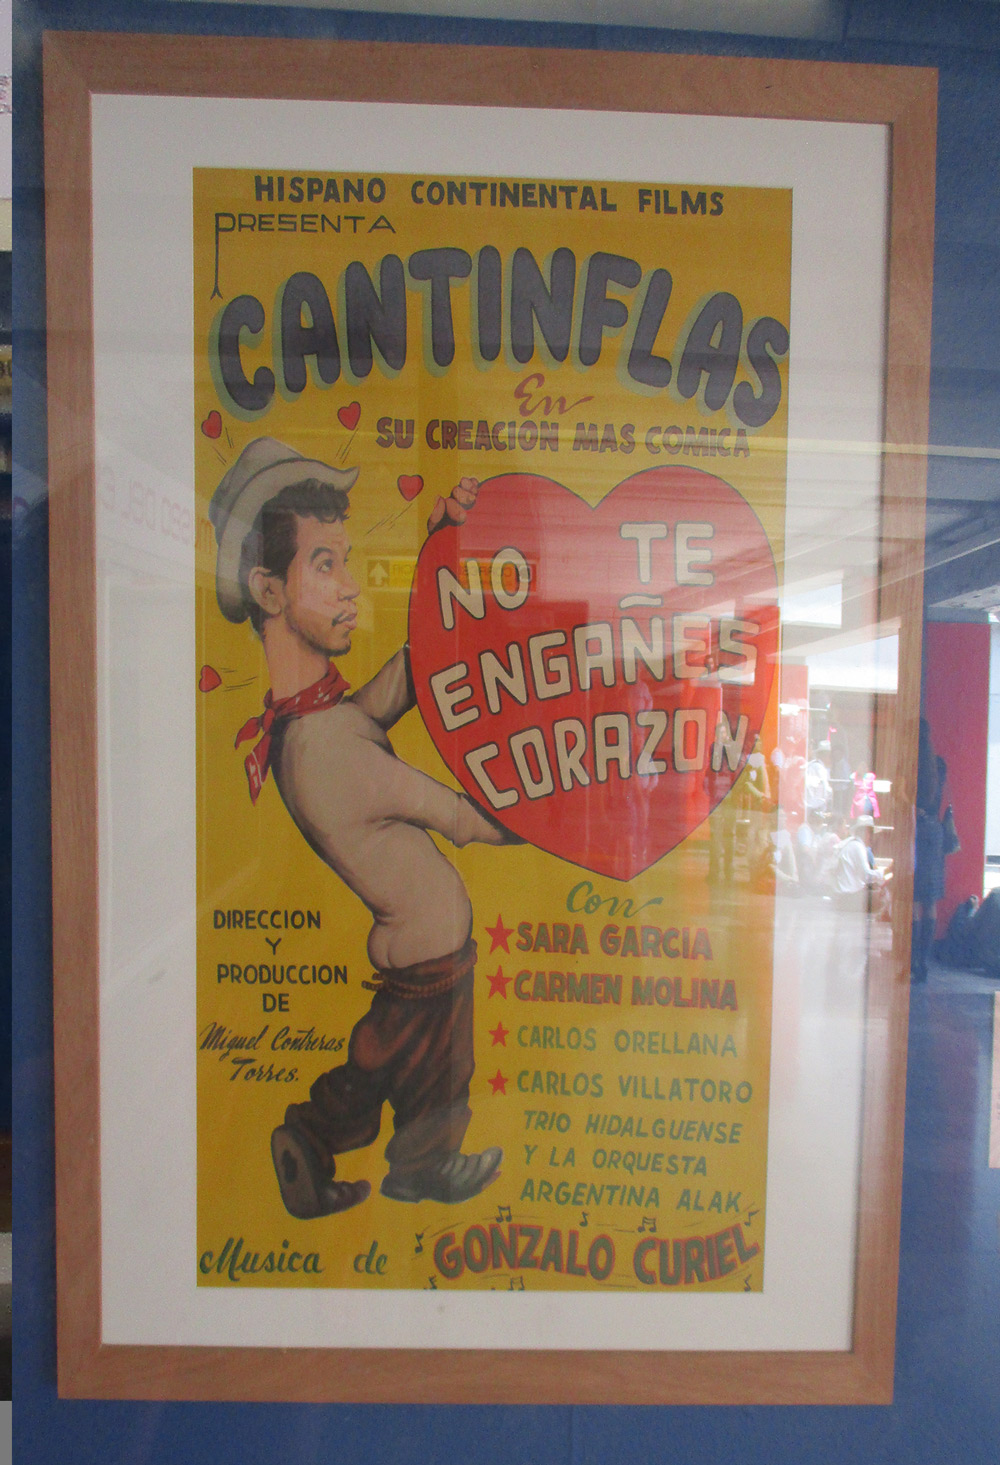 HISPANO CONTINENTAL FILMS
PRESENTA
CANTINFLAS
En
SU CREACION MAS COMICA
NO TE
ENGAÑES
CORAZON
Con
SARA GARCIA
CARMEN MOLINA
CARLOS ORELLANA
CARLOS VILLATORO
TRIO HIDALGUENSE
Y LA ORQUESTA
ARGENTINA ALAK
DIRECCION
Y
PRODUCCION
DE
Miguel Contreras
Torres.
Musica de GONZALO CURIEL